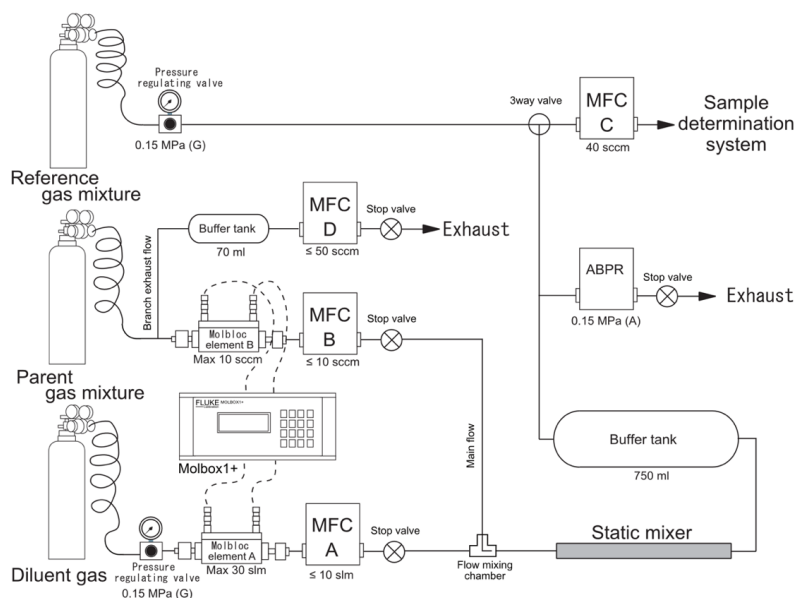 Pressure
regulating valve
0.15 MPa (G)
Reference
gas mixture
3way valve
MFC
C
40 sccm
Sample
determination
system
Branch exhaust flow
Buffer tank
70 ml
MFC
D
≤ 50 sccm
Stop valve
Exhaust
ABPR
0.15 MPa (A)
Stop valve
Exhaust
Parent
gas mixture
Molbloc
element B
Max 10 sccm
MFC
B
≤ 10 sccm
Stop valve
FLUKE
MOLBOX1+
Molbox1+
Main flow
Buffer tank
750 ml
Diluent gas
Pressure
regulating valve
0.15 MPa (G)
Molbloc
element A
Max 30 slm
MFC
A
≤ 10 slm
Stop valve
Flow mixing
chamber
Static mixer